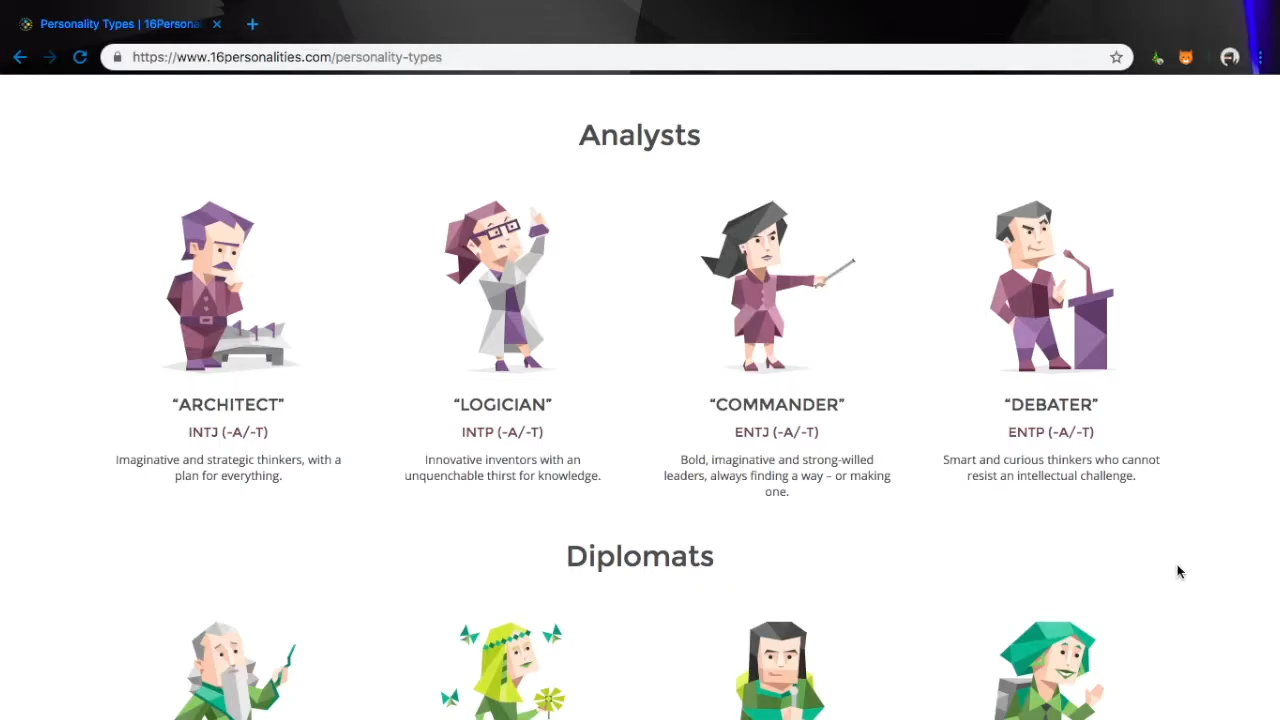 Personality Types | 16Persona
https://www.16personalities.com/personality-types
Analysts
“ARCHITECT”
INTJ (-A/-T)
Imaginative and strategic thinkers, with a
plan for everything.
“LOGICIAN”
INTP (-A/-T)
Innovative inventors with an
unquenchable thirst for knowledge.
“COMMANDER”
ENTJ (-A/-T)
Bold, imaginative and strong-willed
leaders, always finding a way – or making
one.
“DEBATER”
ENTP (-A/-T)
Smart and curious thinkers who cannot
resist an intellectual challenge.
Diplomats